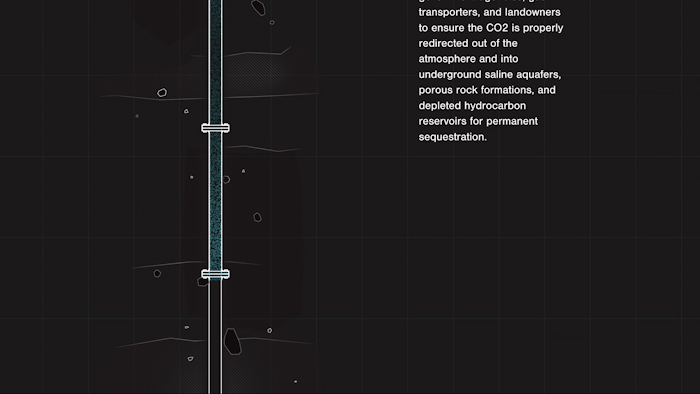 transporters, and landowners
to ensure the CO2 is properly
redirected out of the
atmosphere and into
underground saline aquafers,
porous rock formations, and
depleted hydrocarbon
reservoirs for permanent
sequestration.